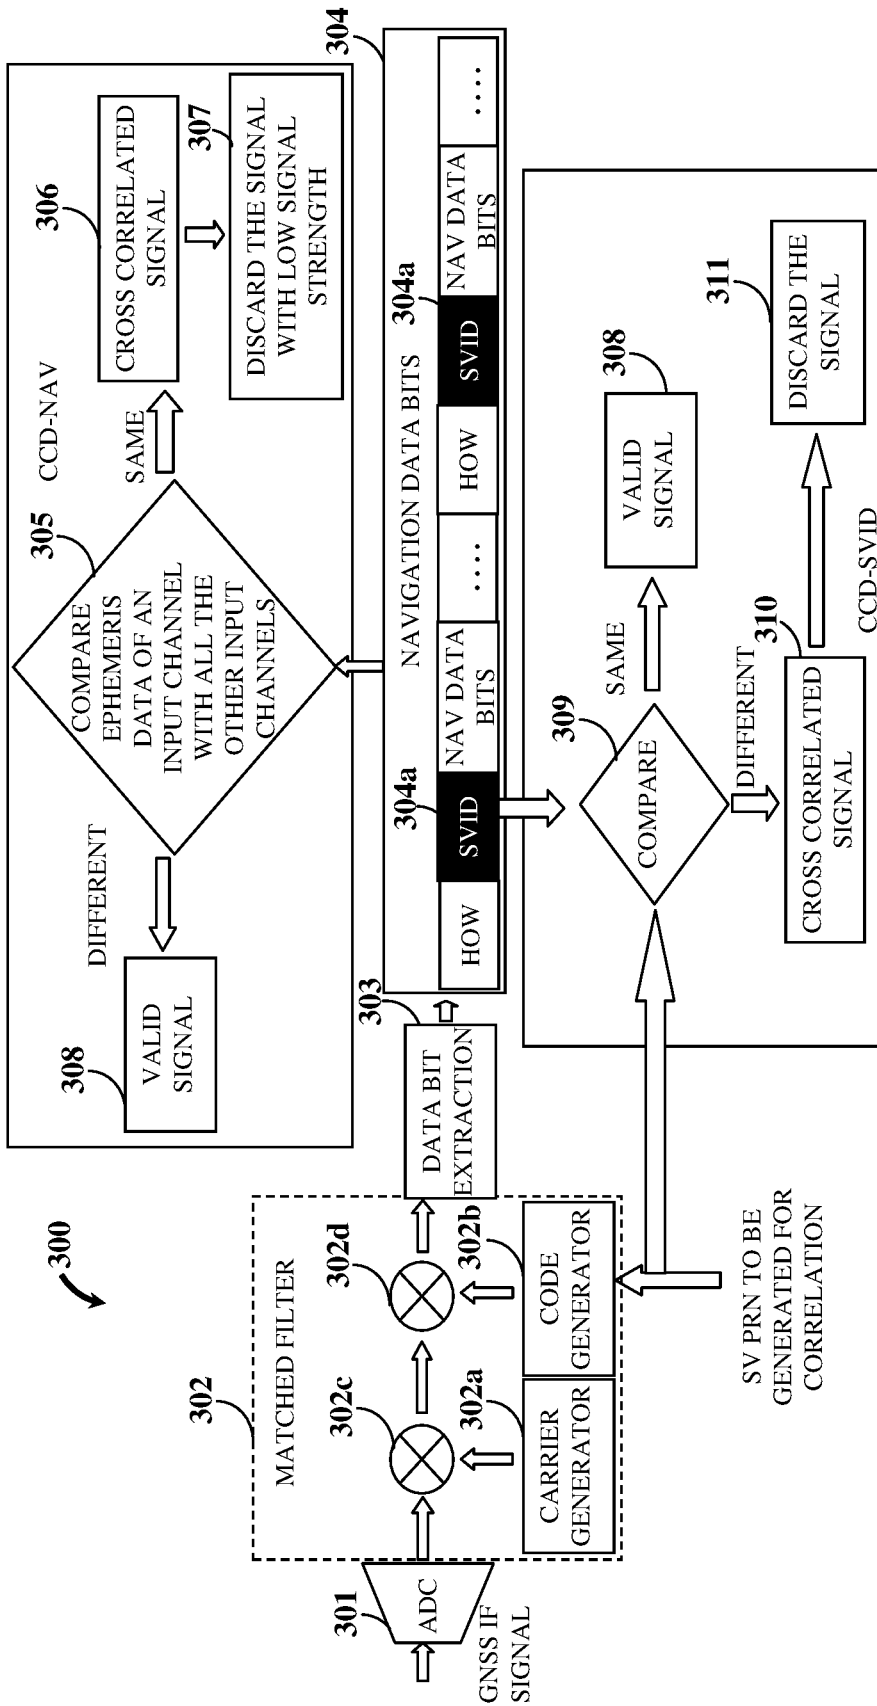 300
GNSS IF
SIGNAL
301
ADC
302
MATCHED FILTER
302c
302d
302a
CARRIER
GENERATOR
302b
CODE
GENERATOR
SV PRN TO BE
GENERATED FOR
CORRELATION
303
DATA BIT
EXTRACTION
304
NAVIGATION DATA BITS
304a
304a
HOW
SVID
NAV DATA
BITS
....
HOW
SVID
NAV DATA
BITS
....
CCD-NAV
305
COMPARE
EPHEMERIS
DATA OF AN
INPUT CHANNEL
WITH ALL THE
OTHER INPUT
CHANNELS
DIFFERENT
308
VALID
SIGNAL
SAME
306
CROSS CORRELATED
SIGNAL
307
DISCARD THE SIGNAL
WITH LOW SIGNAL
STRENGTH
309
COMPARE
SAME
308
VALID
SIGNAL
DIFFERENT
310
CROSS CORRELATED
SIGNAL
311
DISCARD THE
SIGNAL
CCD-SVID